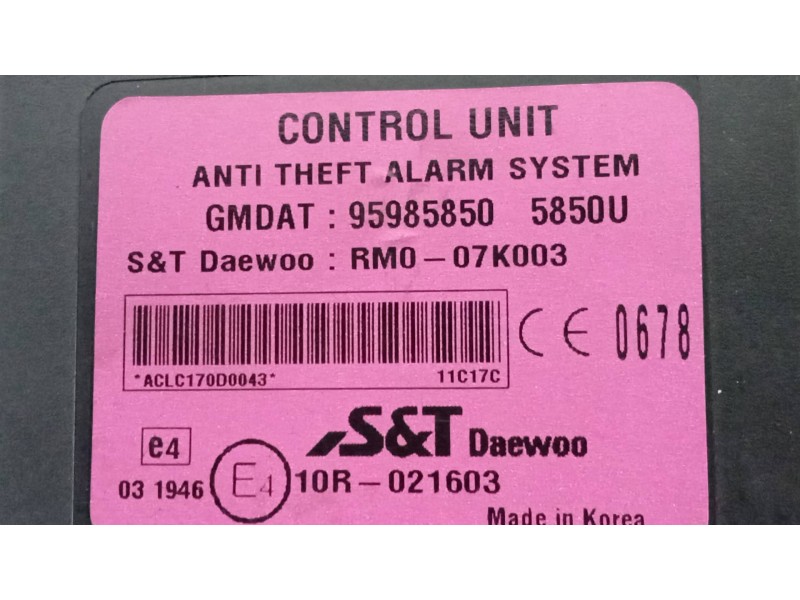 CONTROL UNIT
ANTI THEFT ALARM SYSTEM
GMDAT : 95985850 5850U
S&T Daewoo : RM0-07K003
*ACLC170D0043* 11C17C
CE 0678
S&T Daewoo
e4
03 1946 E4 10R-021603
Made in Korea